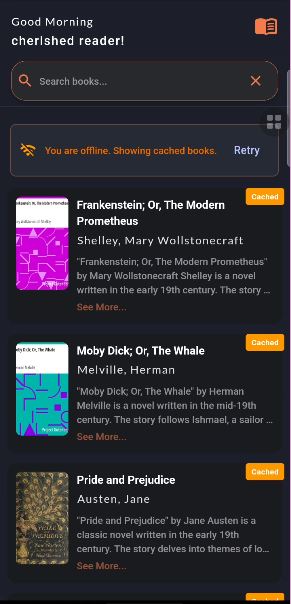 Good Morning
cherished reader!
Search books...
You are offline. Showing cached books.
Retry
Cached
Frankenstein; Or, The Modern
Prometheus
Shelley, Mary Wollstonecraft
"Frankenstein; Or, The Modern Prometheus"
by Mary Wollstonecraft Shelley is a novel
written in the early 19th century. The story ...
See More...
Cached
Moby Dick; Or, The Whale
Melville, Herman
"Moby Dick; Or, The Whale" by Herman
Melville is a novel written in the mid-19th
century. The story follows Ishmael, a sailor ...
See More...
Cached
PRIDE and
PREJUDICE
Pride and Prejudice
Austen, Jane
"Pride and Prejudice" by Jane Austen is a
classic novel written in the early 19th
century. The story delves into themes of lo...
See More...